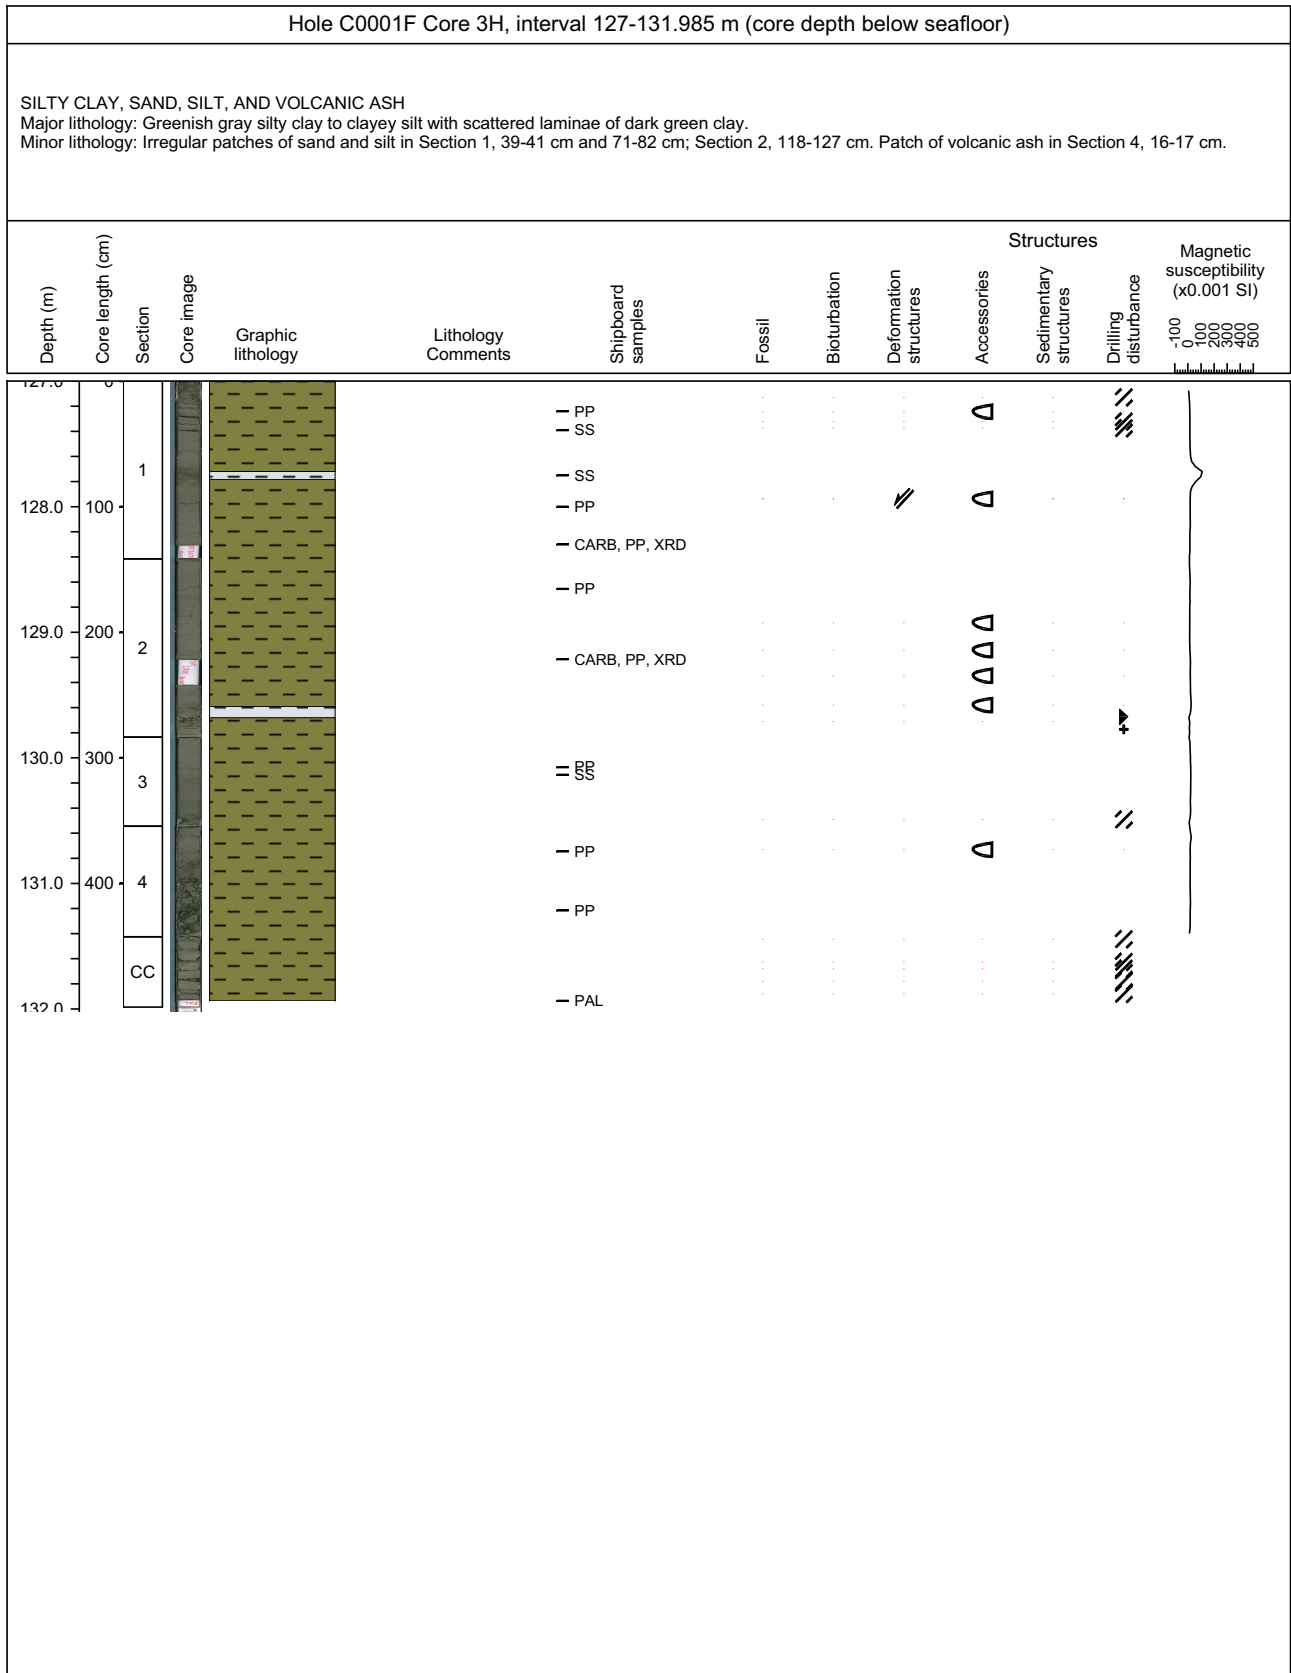 Hole C0001F Core 3H, interval 127-131.985 m (core depth below seafloor)
SILTY CLAY, SAND, SILT, AND VOLCANIC ASH
Major lithology: Greenish gray silty clay to clayey silt with scattered laminae of dark green clay.
Minor lithology: Irregular patches of sand and silt in Section 1, 39-41 cm and 71-82 cm; Section 2, 118-127 cm. Patch of volcanic ash in Section 4, 16-17 cm.
Depth (m)
Core length (cm)
Section
Core image
Graphic
lithology
Lithology
Comments
Shipboard
samples
Fossil
Bioturbation
Structures
Deformation
structures
Accessories
Sedimentary
structures
Drilling
disturbance
Magnetic
susceptibility
(x0.001 SI)
-100
0
100
200
300
400
500
127.0
0
PP
SS
1
SS
128.0
100
PP
CARB, PP, XRD
PP
129.0
200
2
CARB, PP, XRD
130.0
300
PP
SS
3
PP
131.0
400
4
PP
CC
PAL
132.0